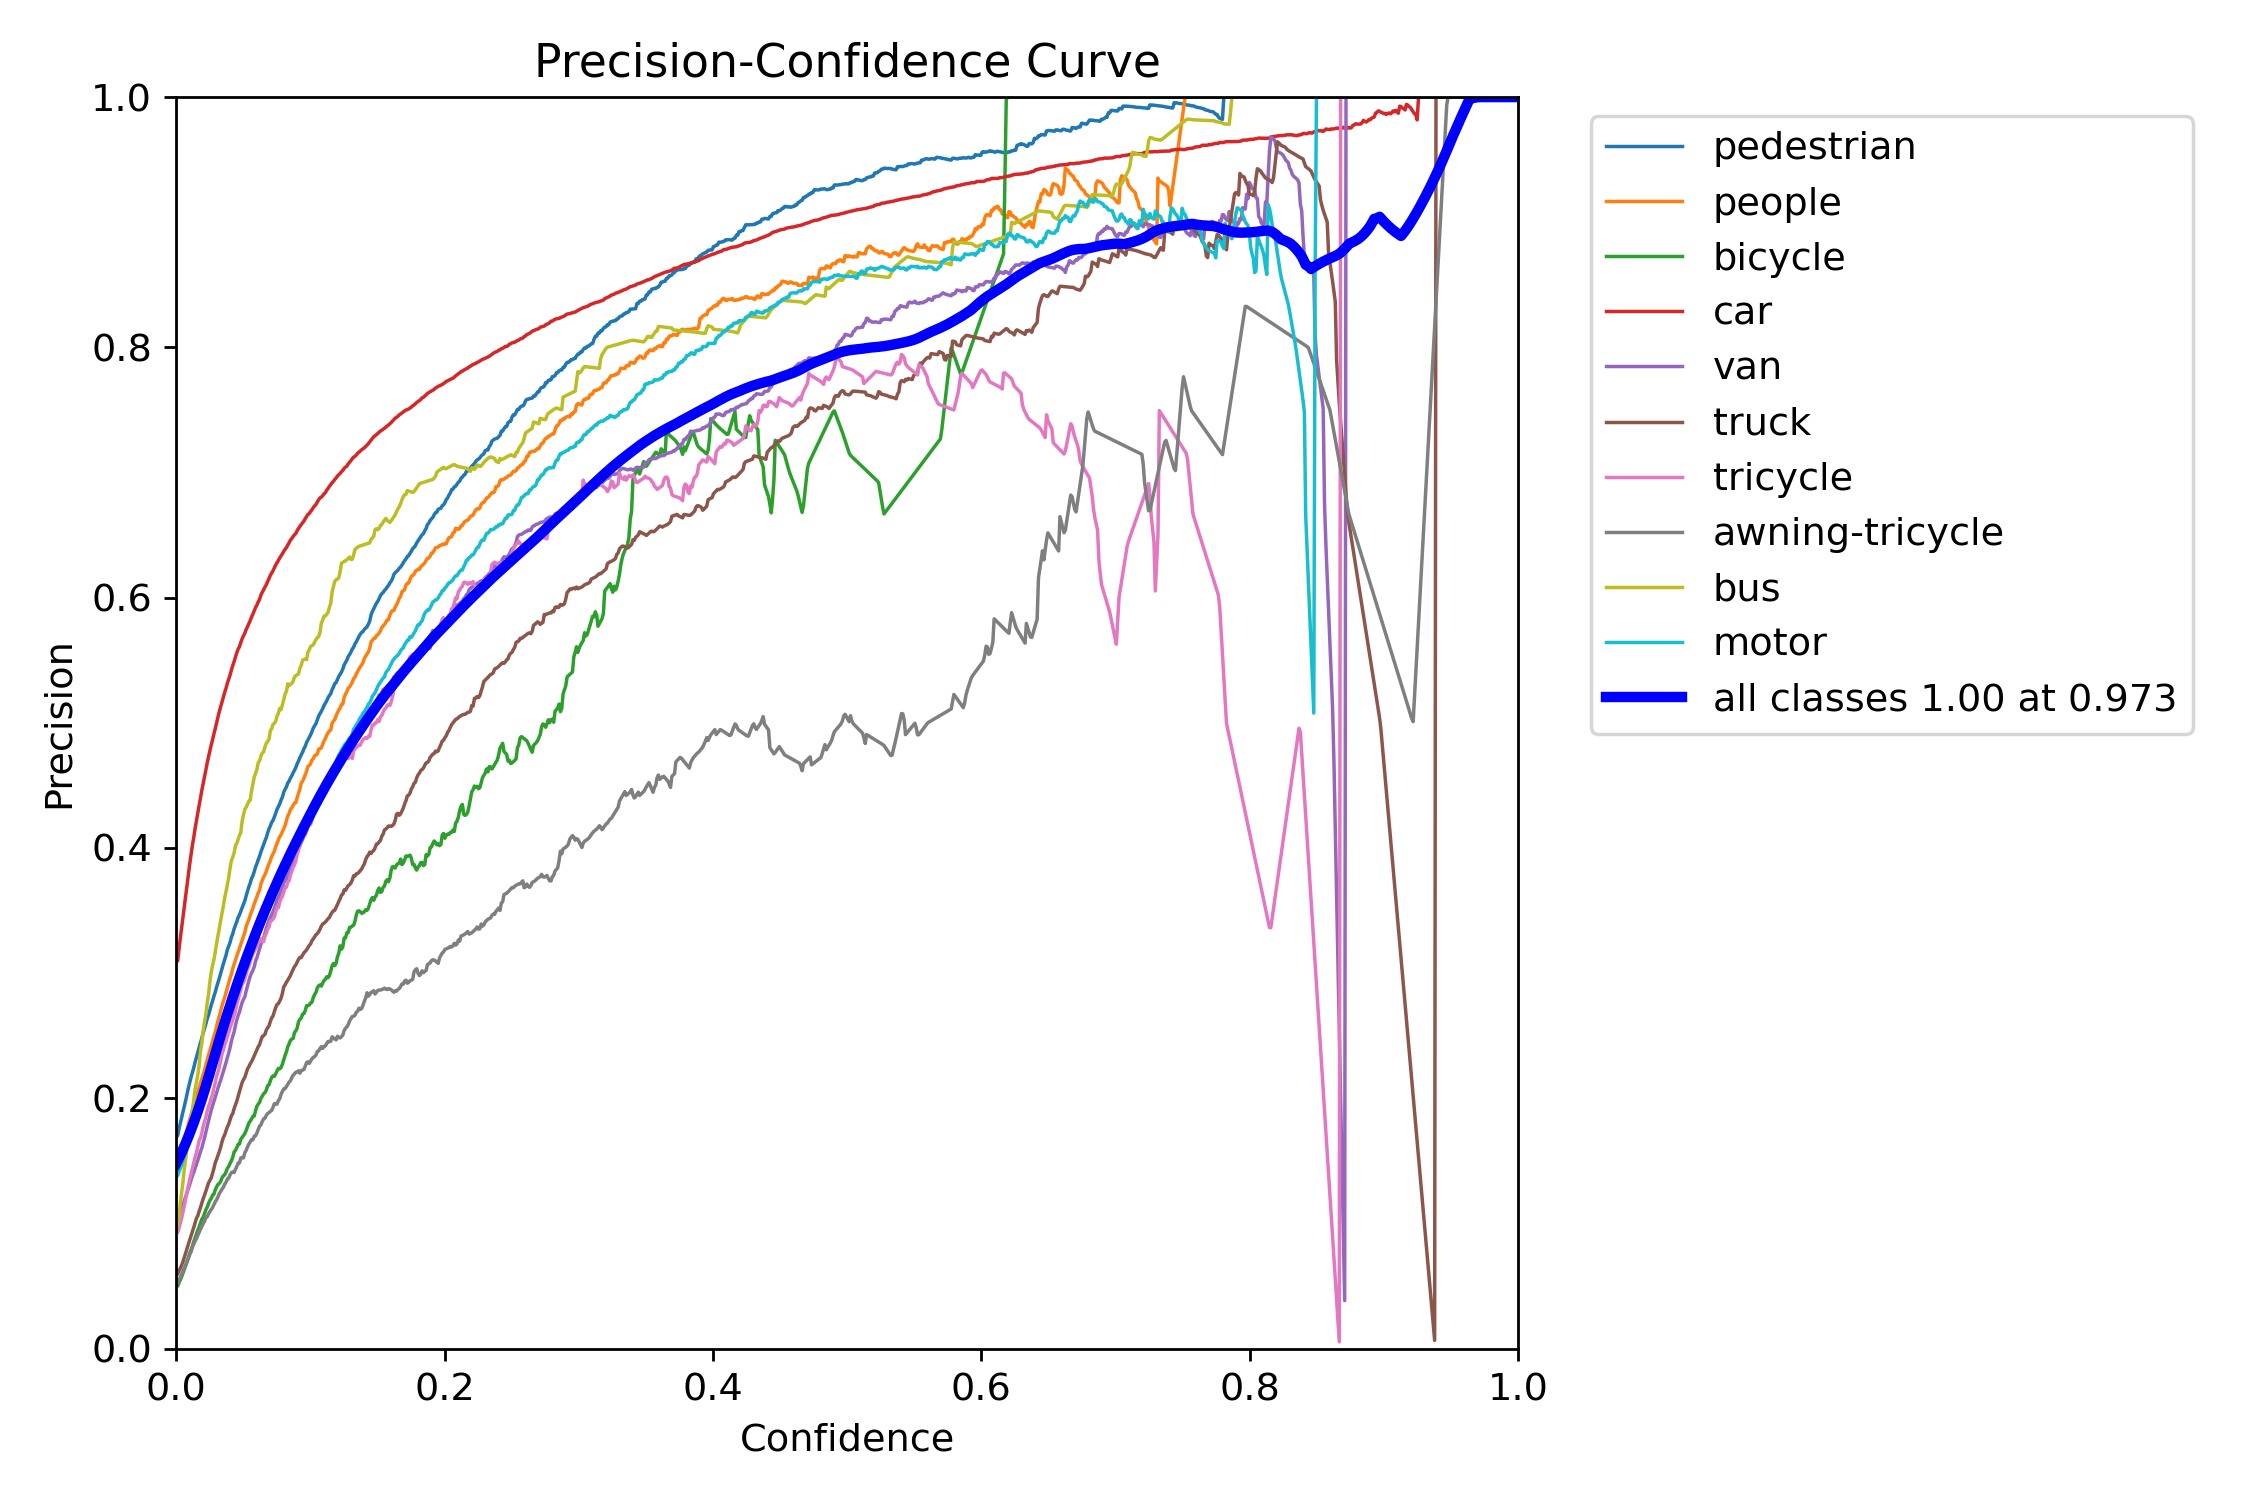 Precision-Confidence Curve
1.0
0.8
0.6
0.4
0.2
0.0
Precision
0.0 0.2 0.4 0.6 0.8 1.0
Confidence
pedestrian
people
bicycle
car
van
truck
tricycle
awning-tricycle
bus
motor
all classes 1.00 at 0.973